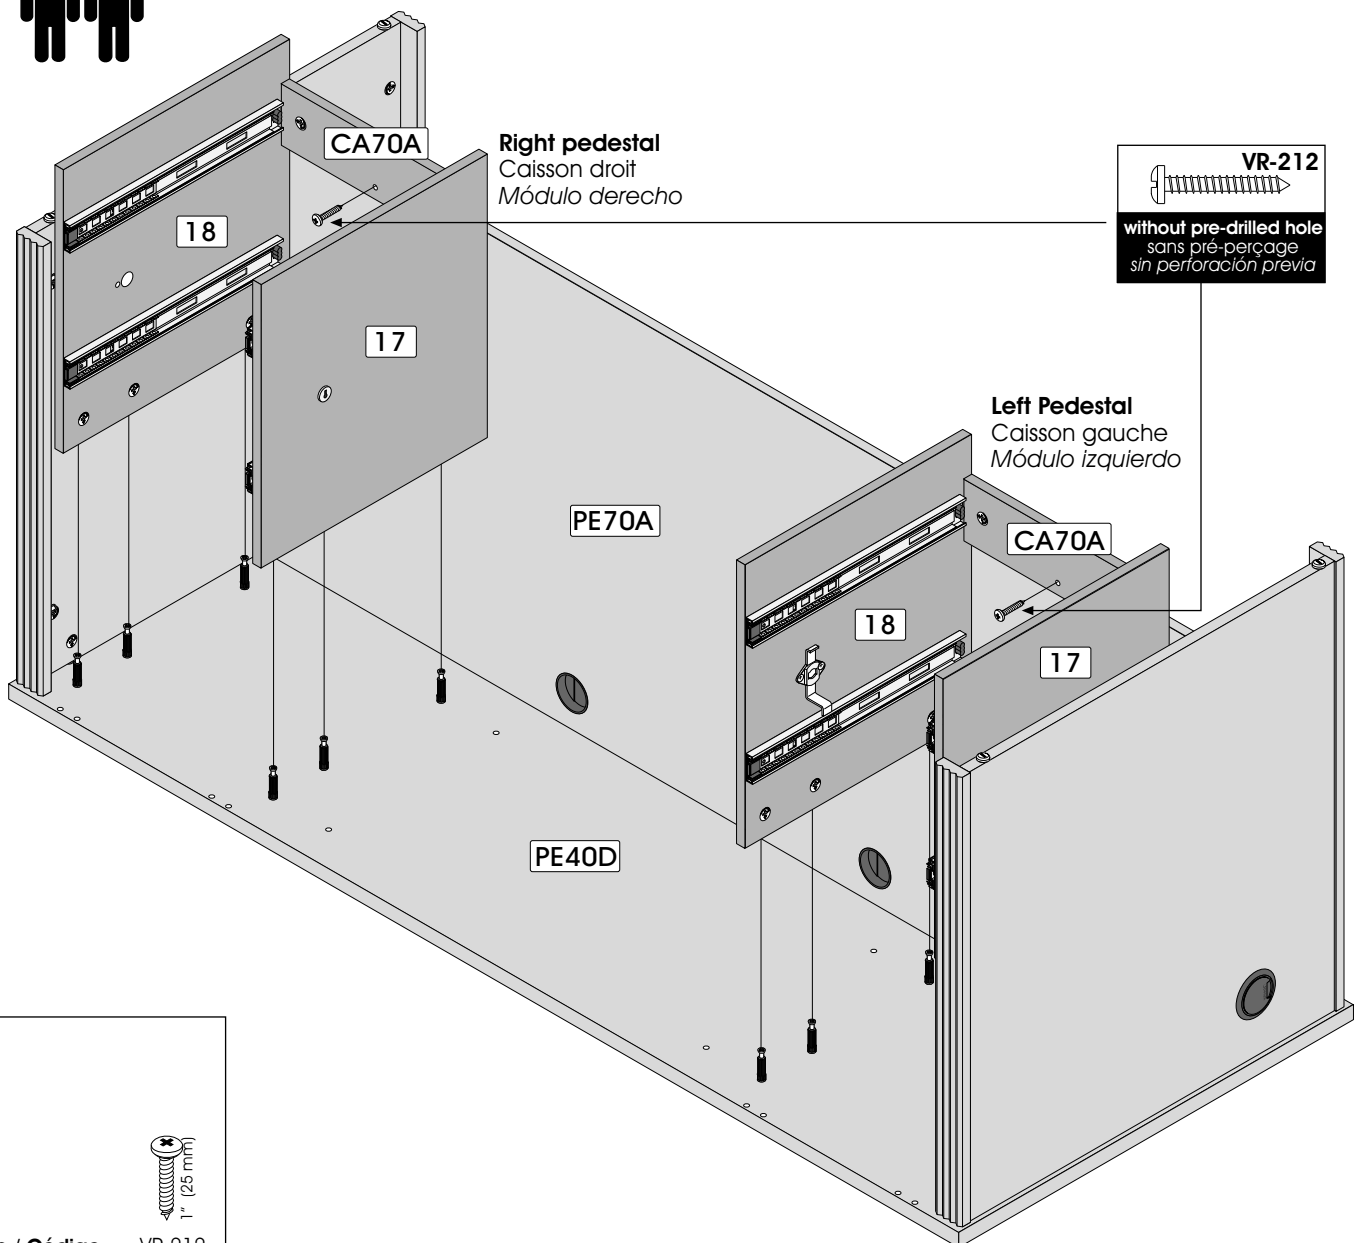 CA70A
Right pedestal
Caisson droit
Módulo derecho
VR-212
without pre-drilled hole
sans pré-perçage
sin perforación previa
18
17
Left Pedestal
Caisson gauche
Módulo izquierdo
PE70A
CA70A
18
17
PE40D
1" (25 mm)
/ Código